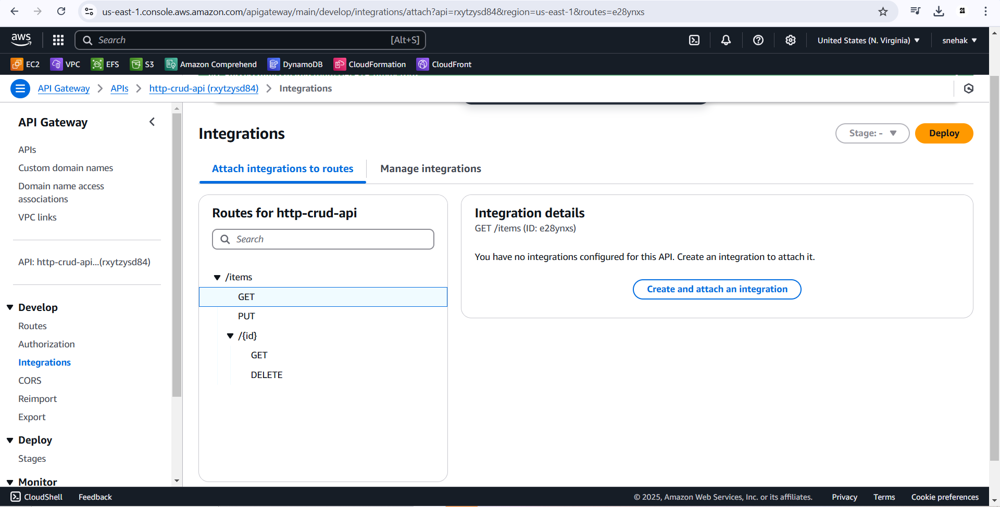 us-east-1.console.aws.amazon.com/apigateway/main/develop/integrations/attach?api=rxytzysd84&region=us-east-1&routes=e28ynxs
21
aws
Search [Alt+S]
United States (N. Virginia)
snehak
EC2 VPC EFS S3 Amazon Comprehend DynamoDB CloudFormation CloudFront
API Gateway APIs http-crud-api (rxytzysd84) Integrations
API Gateway
APIs
Custom domain names
Domain name access
associations
VPC links
API: http-crud-api...(rxytzysd84)
Develop
Routes
Authorization
Integrations
CORS
Reimport
Export
Deploy
Stages
Monitor
Integrations
Stage: -
Deploy
Attach integrations to routes
Manage integrations
Routes for http-crud-api
Search
/items
GET
PUT
/{id}
GET
DELETE
Integration details
GET /items (ID: e28ynxs)
You have no integrations configured for this API. Create an integration to attach it.
Create and attach an integration
CloudShell Feedback
© 2025, Amazon Web Services, Inc. or its affiliates. Privacy Terms Cookie preferences